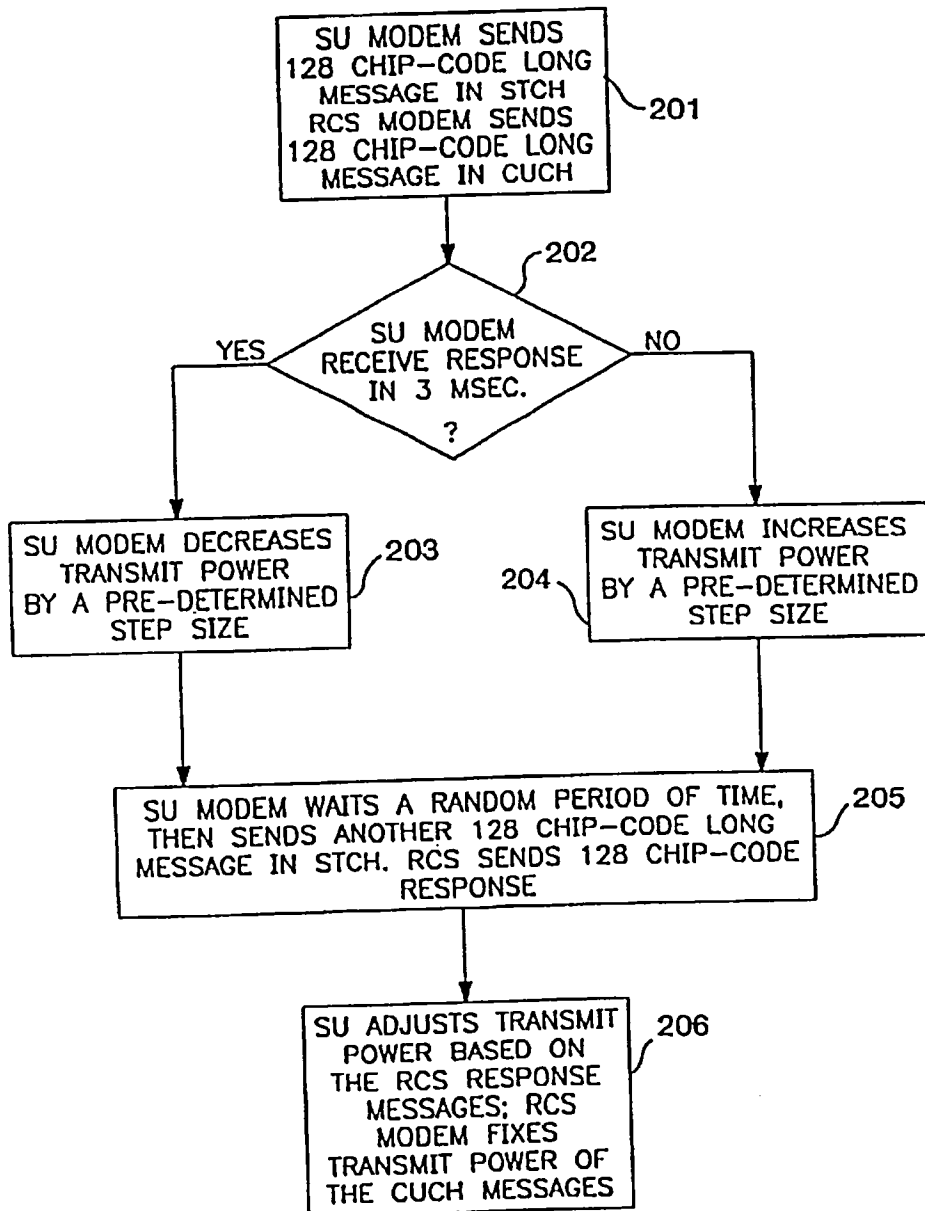 SU MODEM SENDS
128 CHIP-CODE LONG
MESSAGE IN STCH
RCS MODEM SENDS
128 CHIP-CODE LONG
MESSAGE IN CUCH
201
202
SU MODEM
RECEIVE RESPONSE
IN 3 MSEC.
?
YES
NO
SU MODEM DECREASES
TRANSMIT POWER
BY A PRE-DETERMINED
STEP SIZE
203
SU MODEM INCREASES
TRANSMIT POWER
BY A PRE-DETERMINED
STEP SIZE
204
SU MODEM WAITS A RANDOM PERIOD OF TIME,
THEN SENDS ANOTHER 128 CHIP-CODE LONG
MESSAGE IN STCH. RCS SENDS 128 CHIP-CODE
RESPONSE
205
SU ADJUSTS TRANSMIT
POWER BASED ON
THE RCS RESPONSE
MESSAGES; RCS
MODEM FIXES
TRANSMIT POWER OF
THE CUCH MESSAGES
206